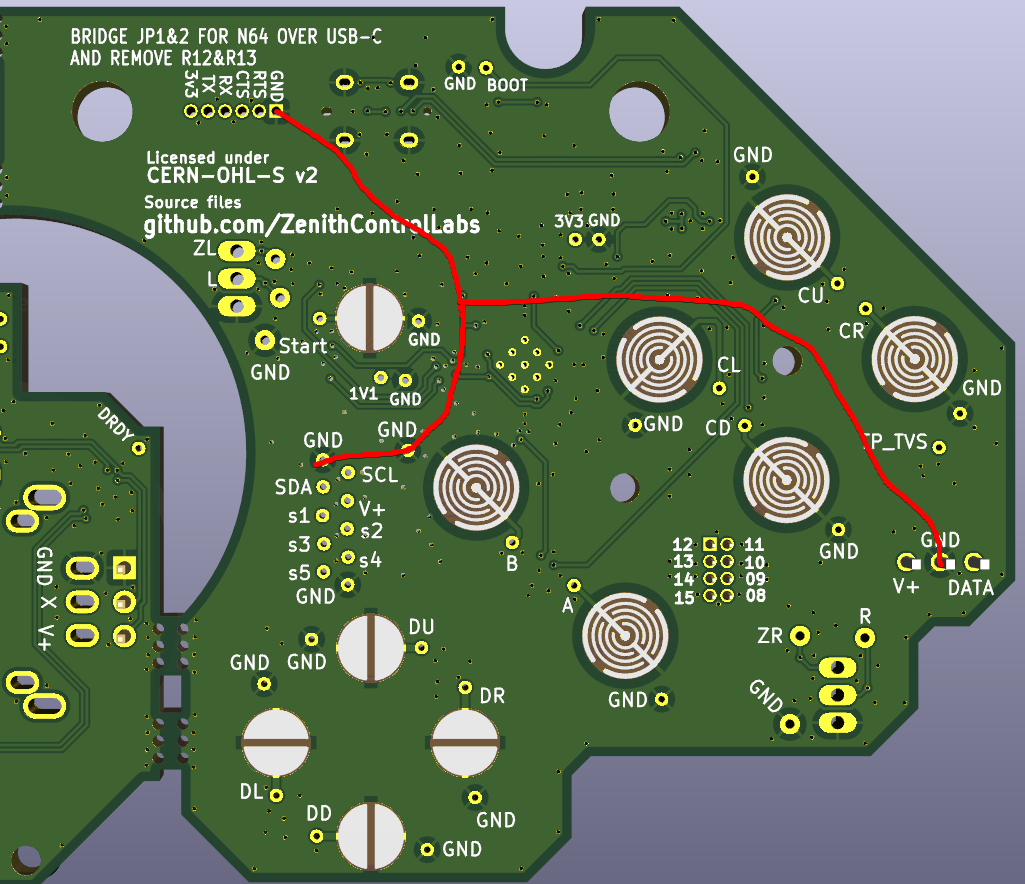 BRIDGE JP1&2 FOR N64 OVER USB-C
AND REMOVE R12&R13
3V3
TX
RX
CTS
RTS
GND
GND
BOOT
Licensed under
CERN-OHL-S v2
Source files
github.com/ZenithControlLabs
GND
3V3
GND
ZL
L
Start
GND
GND
1V1
GND
CU
CR
CL
GND
CD
GND
TP_TVS
DRDY
GND
GND
SCL
SDA
V+
s1
s2
s3
s4
s5
GND
B
A
12
11
13
10
14
09
15
08
GND
GND
V+
DATA
GND
X
V+
ZR
R
GND
GND
GND
GND
DU
DR
DL
DD
GND
GND